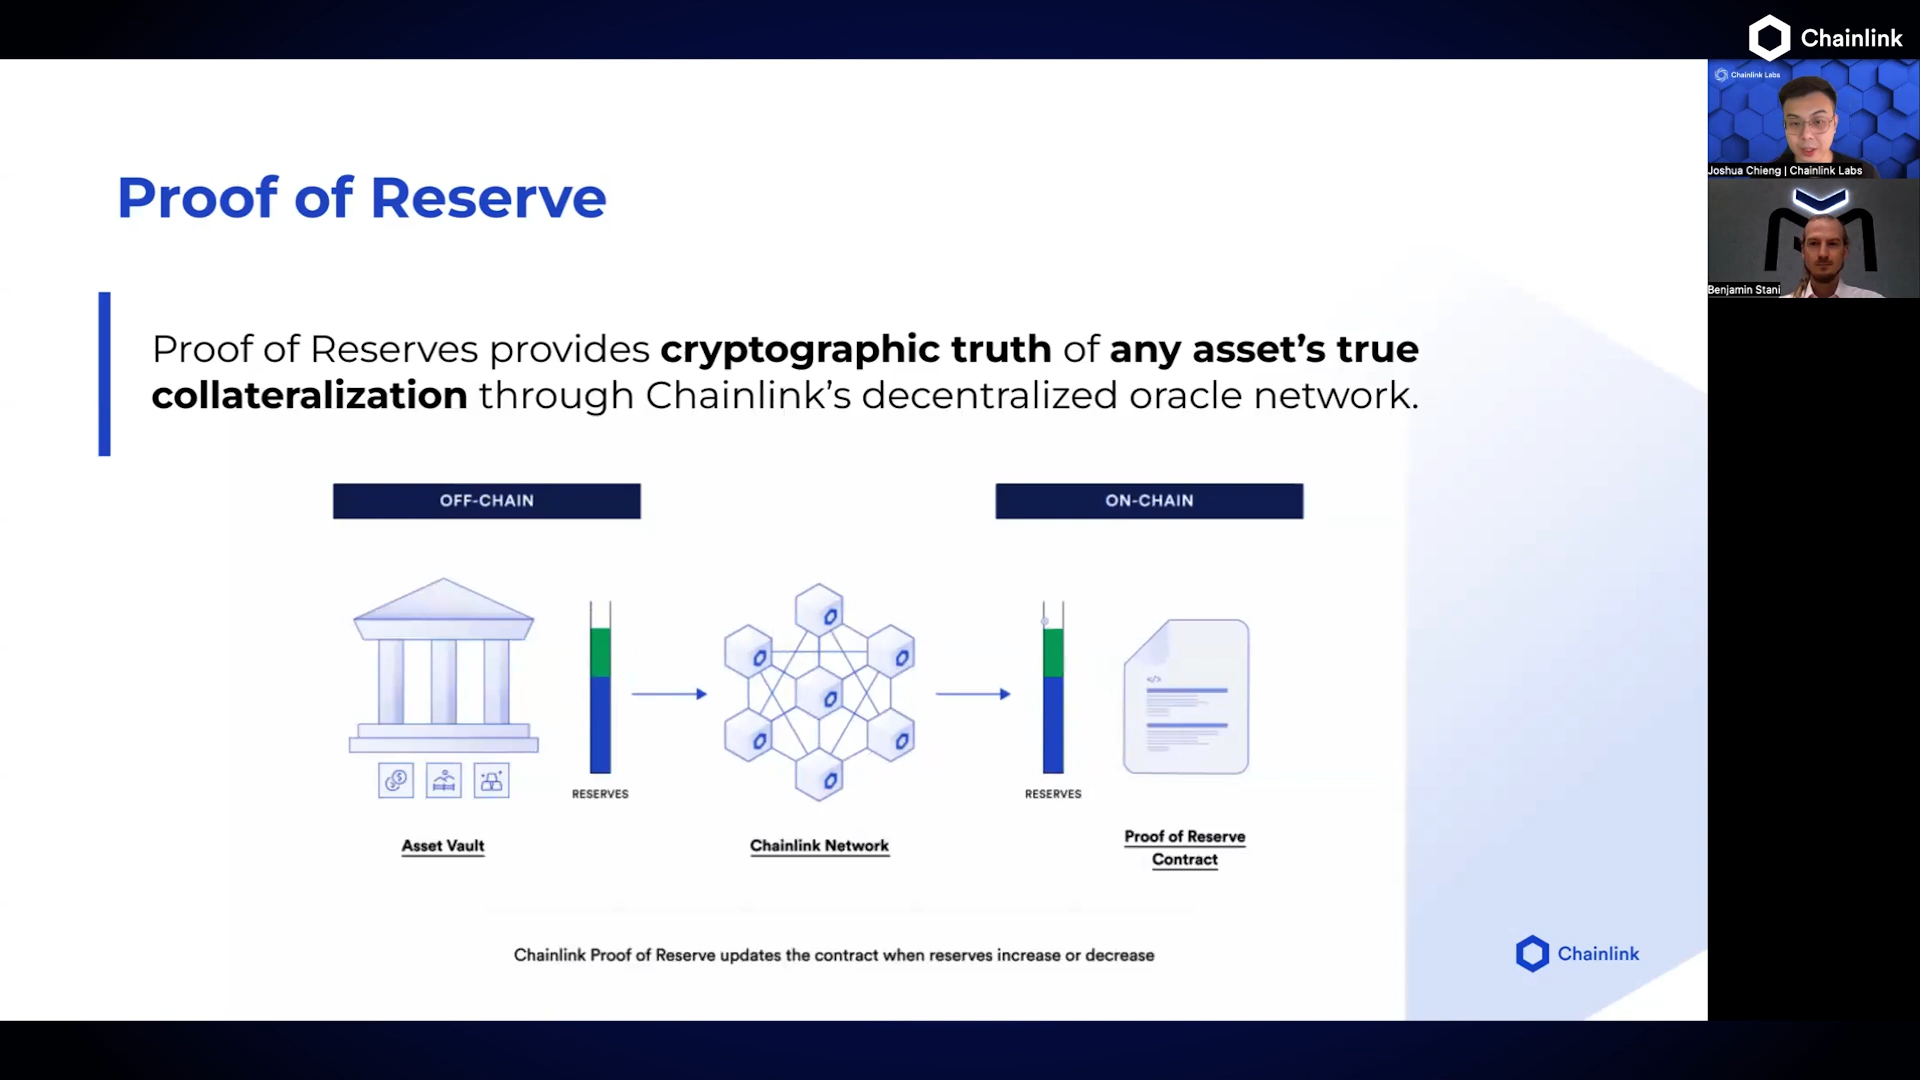 Chainlink
Chainlink Labs
Joshua Chieng | Chainlink Labs
Benjamin Stani
Proof of Reserve
Proof of Reserves provides cryptographic truth of any asset’s true
collateralization through Chainlink’s decentralized oracle network.
OFF-CHAIN
ON-CHAIN
</>
RESERVES
RESERVES
Asset Vault
Chainlink Network
Proof of Reserve
Contract
Chainlink Proof of Reserve updates the contract when reserves increase or decrease
Chainlink